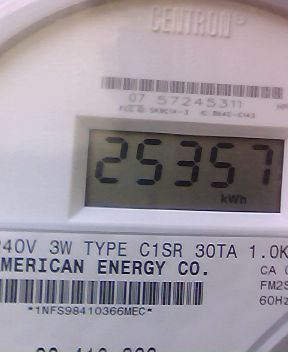 CENTRON®
07 57245311
25357
kWh
240V 3W TYPE C1SR 30TA 1.0K
AMERICAN ENERGY CO.
CA
FM2S
60Hz
*1NFS98410366MEC*